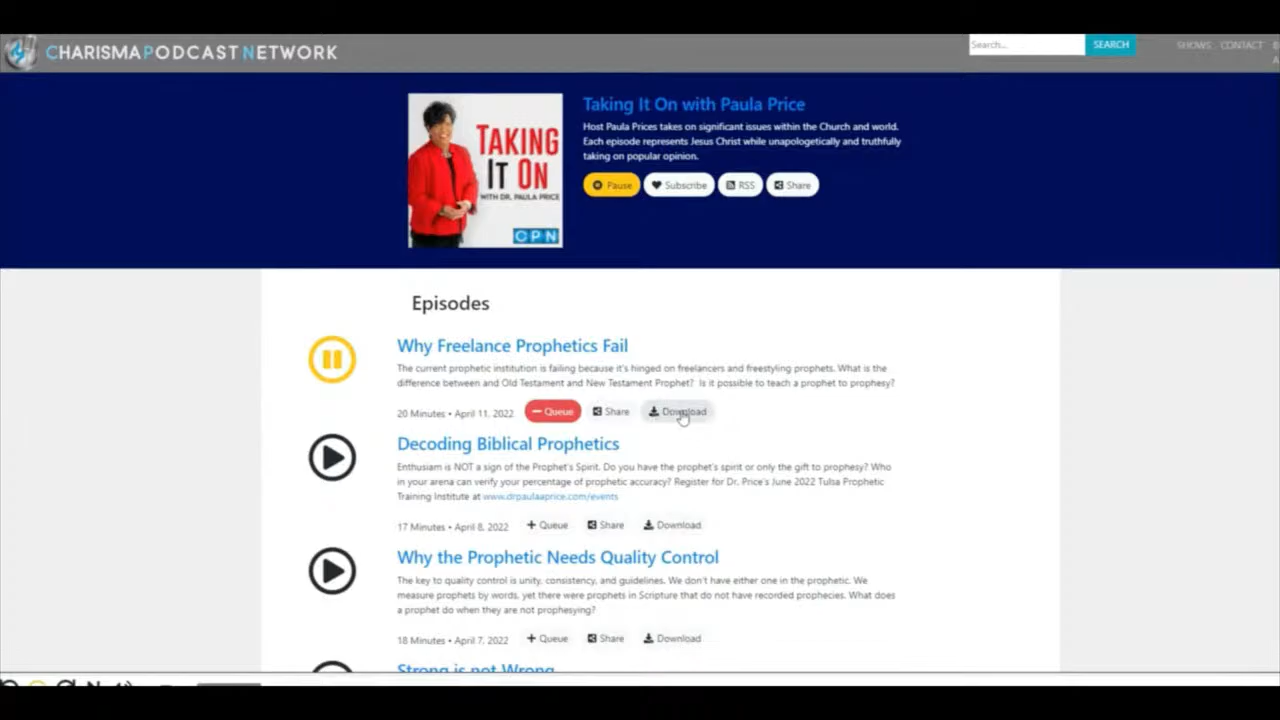 CHARISMAPODCASTNETWORK
Search...
SEARCH
SHOWS
CONTACT
TAKING
IT ON
WITH DR. PAULA PRICE
CPN
Taking It On with Paula Price
Host Paula Prices takes on significant issues within the Church and world.
Each episode represents Jesus Christ while unapologetically and truthfully
taking on popular opinion.
Pause
Subscribe
RSS
Share
Episodes
Why Freelance Prophetics Fail
The current prophetic institution is failing because it's hinged on freelancers and freestyling prophets. What is the
difference between and Old Testament and New Testament Prophet? Is it possible to teach a prophet to prophesy?
20 Minutes • April 11, 2022
Queue
Share
Download
Decoding Biblical Prophetics
Enthusiam is NOT a sign of the Prophet's Spirit. Do you have the prophet's spirit or only the gift to prophesy? Who
in your arena can verify your percentage of prophetic accuracy? Register for Dr. Price's June 2022 Tulsa Prophetic
Training Institute at www.drpaulaaprice.com/events
17 Minutes • April 8, 2022
Queue
Share
Download
Why the Prophetic Needs Quality Control
The key to quality control is unity, consistency, and guidelines. We don't have either one in the prophetic. We
measure prophets by words, yet there were prophets in Scripture that do not have recorded prophecies. What does
a prophet do when they are not prophesying?
18 Minutes • April 7, 2022
Queue
Share
Download
Strong is not Wrong